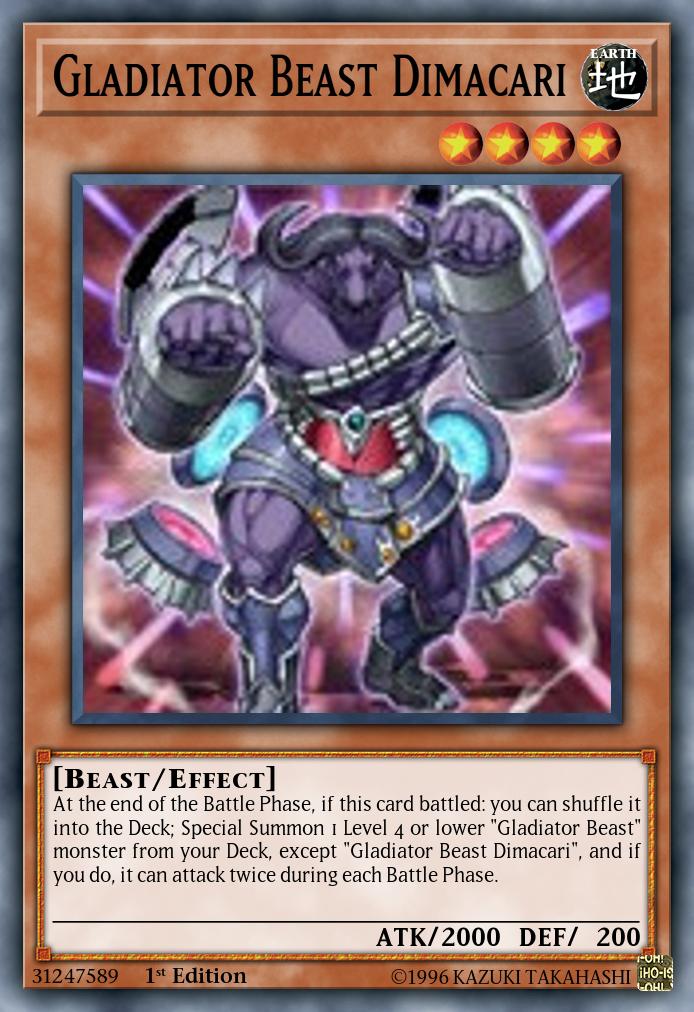 GLADIATOR BEAST DIMACARI
EARTH
地
[BEAST/EFFECT]
At the end of the Battle Phase, if this card battled: you can shuffle it
into the Deck; Special Summon 1 Level 4 or lower "Gladiator Beast"
monster from your Deck, except "Gladiator Beast Dimacari", and if
you do, it can attack twice during each Battle Phase.
ATK/2000 DEF/ 200
31247589 1st Edition ©1996 KAZUKI TAKAHASHI